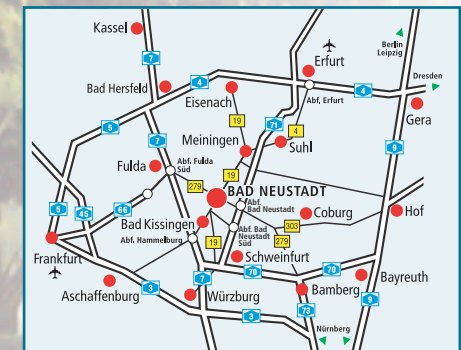 Kassel
7
Erfurt
Berlin
Leipzig
Bad Hersfeld
4
Dresden
Eisenach
Abf. Erfurt
4
5
19
71
4
Gera
7
Meiningen
Suhl
9
Fulda
Abf. Fulda
Süd
19
279
BAD NEUSTADT
5
45
66
Abf.
Bad Neustadt
Coburg
Hof
Bad Kissingen
303
Abf. Hammelburg
19
Abf. Bad
Neustadt
Süd
279
Frankfurt
Schweinfurt
70
70
Aschaffenburg
7
Bayreuth
3
Würzburg
Bamberg
9
73
3
Nürnberg